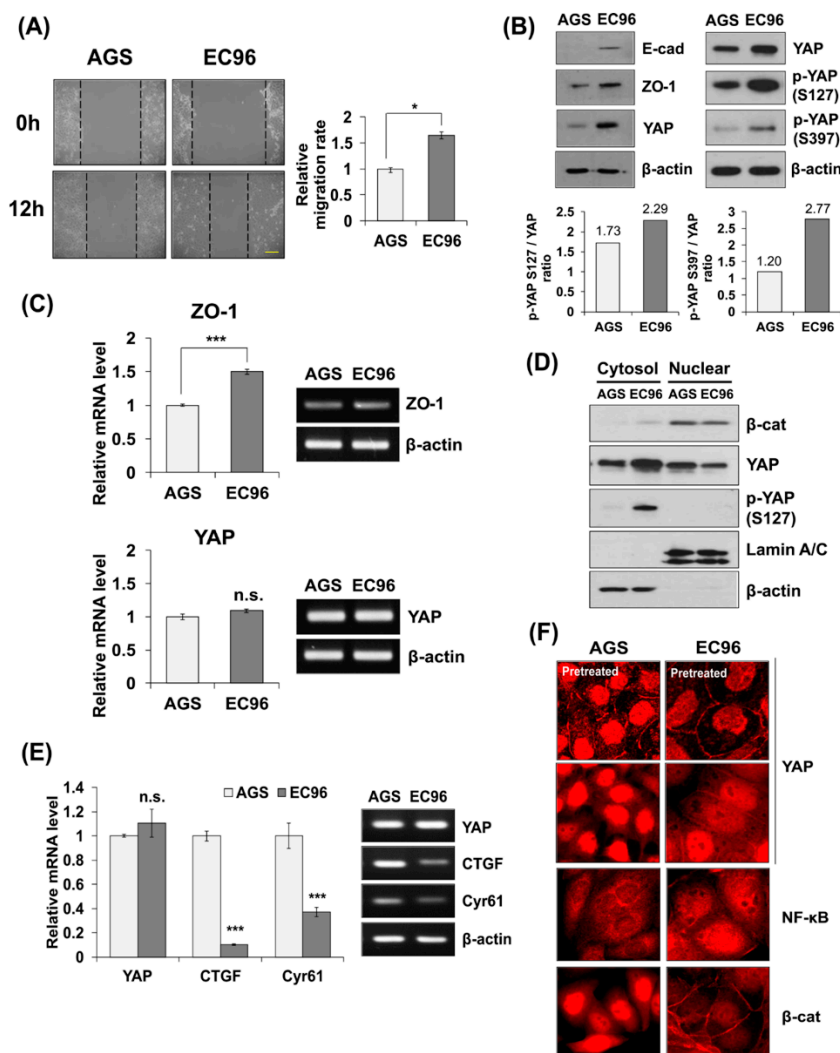 (A)
AGS EC96
0h
12h
Relative
migration rate
2
1.5
1
0.5
0
*
AGS EC96
(B)
AGS EC96
E-cad
ZO-1
YAP
β-actin
AGS EC96
YAP
p-YAP
(S127)
p-YAP
(S397)
β-actin
p-YAP S127 / YAP
ratio
2.5
2
1.5
1
0.5
0
1.73
2.29
AGS EC96
p-YAP S397 / YAP
ratio
3
2.5
2
1.5
1
0.5
0
1.20
2.77
AGS EC96
(C)
ZO-1
Relative mRNA level
2
1.5
1
0.5
0
***
AGS EC96
AGS EC96
ZO-1
β-actin
YAP
Relative mRNA level
2
1.5
1
0.5
0
n.s.
AGS EC96
AGS EC96
YAP
β-actin
(D)
Cytosol Nuclear
AGS EC96 AGS EC96
β-cat
YAP
p-YAP
(S127)
Lamin A/C
β-actin
(E)
Relative mRNA level
1.4
1.2
1
0.8
0.6
0.4
0.2
0
AGS EC96
n.s.
***
***
YAP CTGF Cyr61
AGS EC96
YAP
CTGF
Cyr61
β-actin
(F)
AGS EC96
Pretreated Pretreated
YAP
NF-κB
β-cat